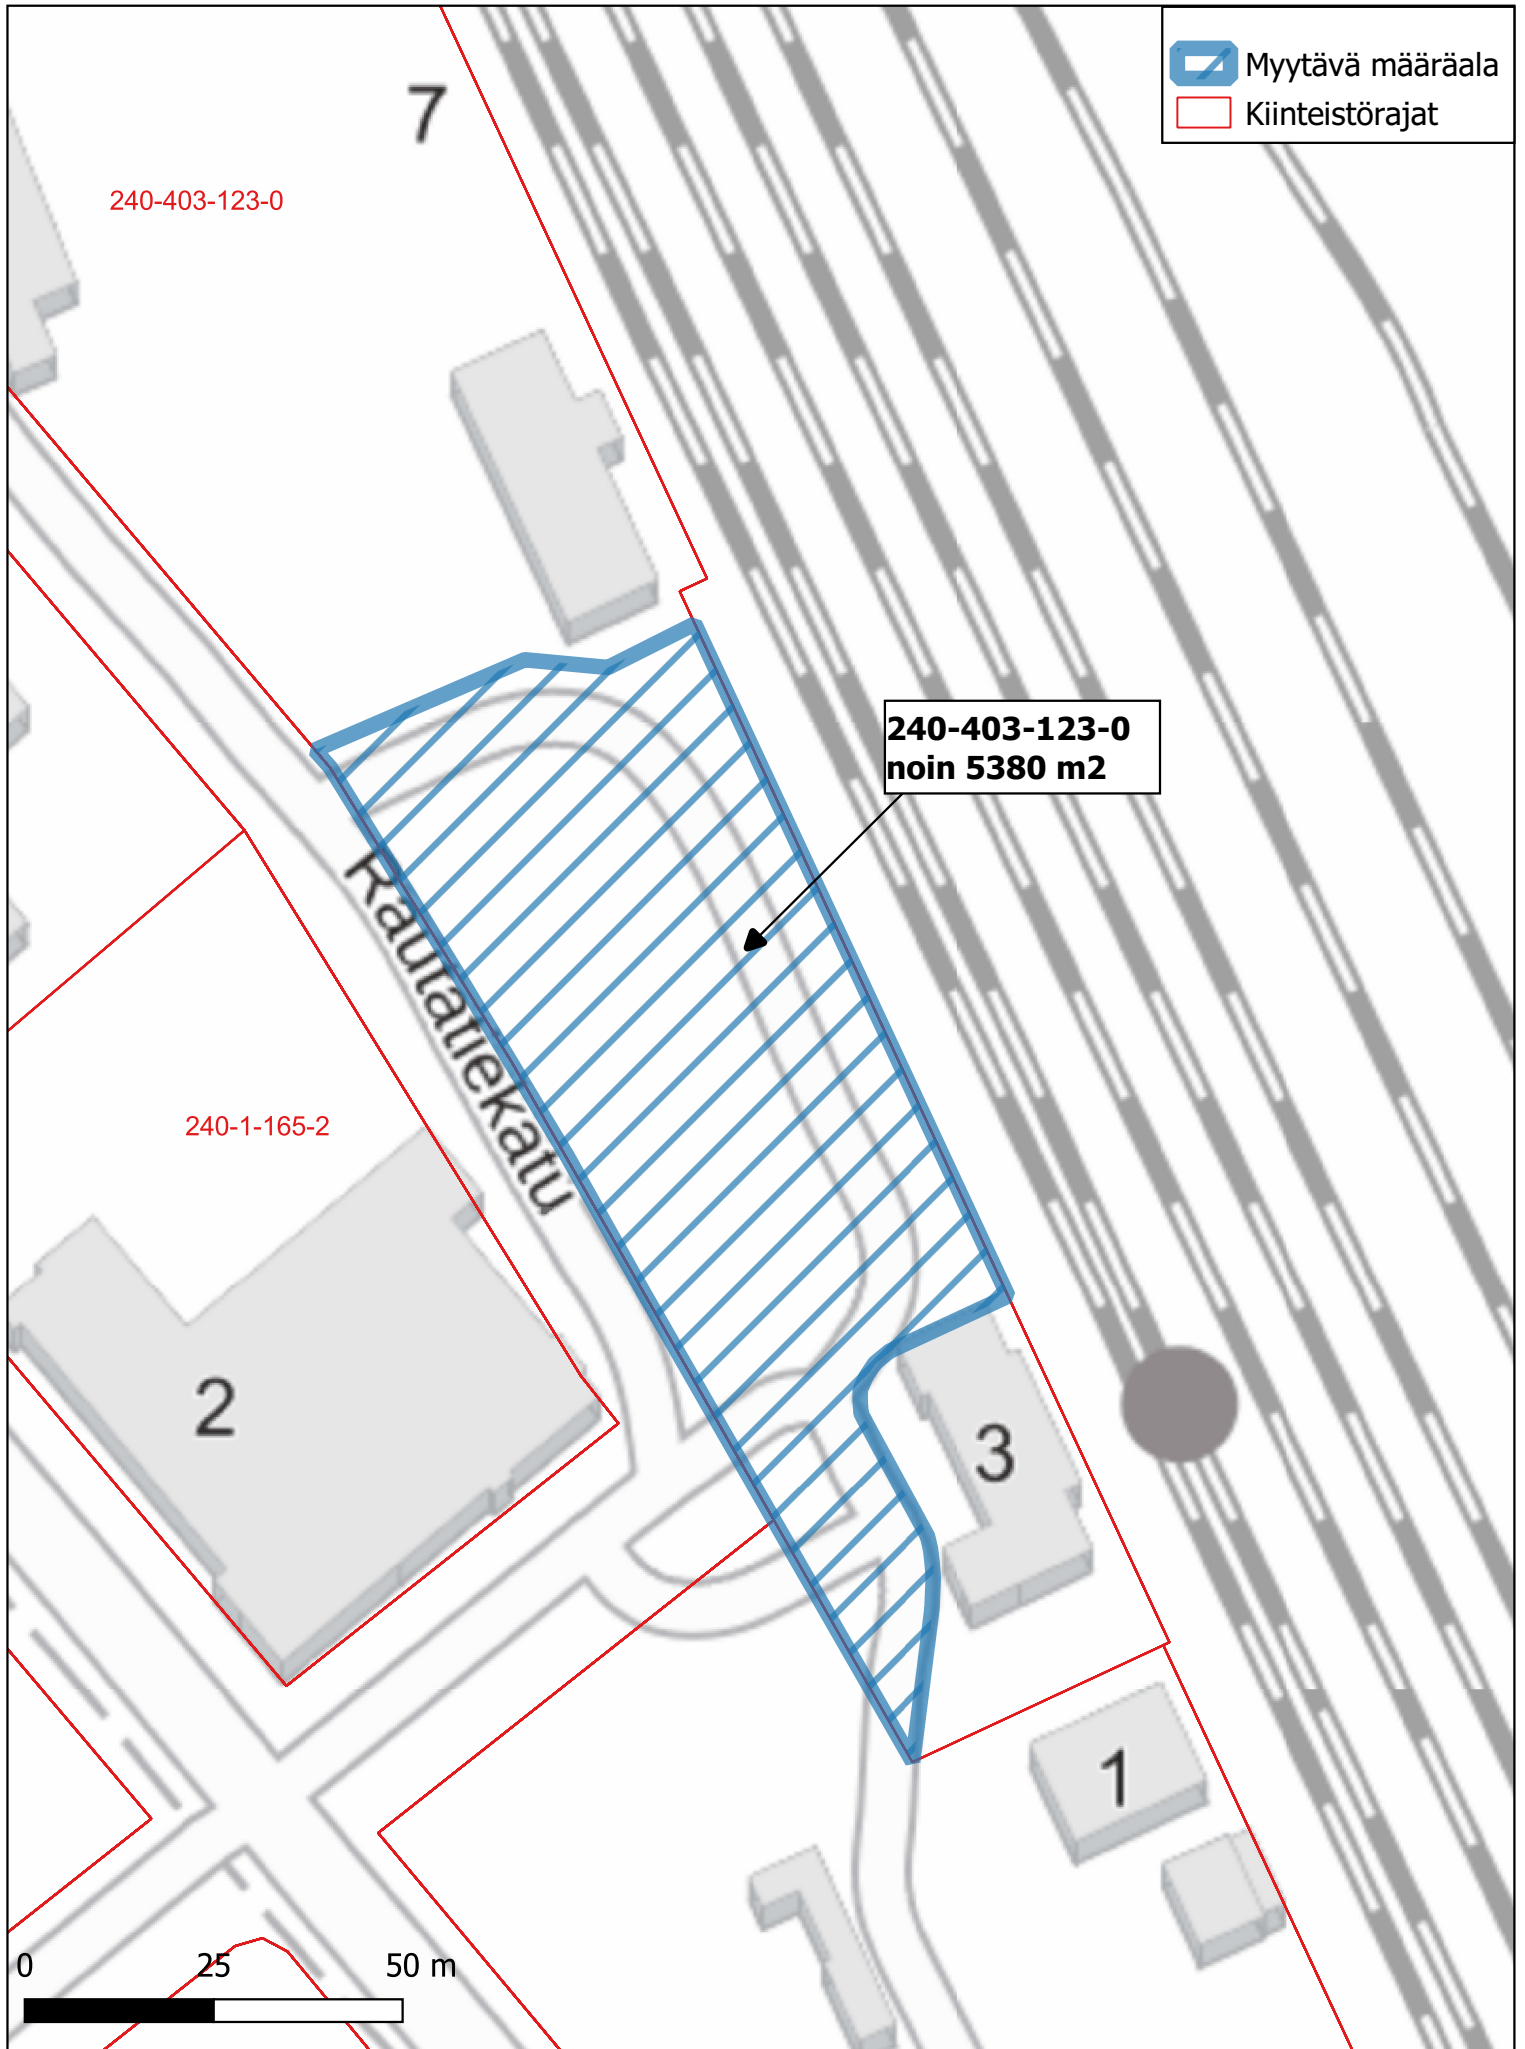 Myytävä määräala
Kiinteistörajat
7
240-403-123-0
240-403-123-0
noin 5380 m2
Rautatiekatu
240-1-165-2
2
3
1
0 25 50 m